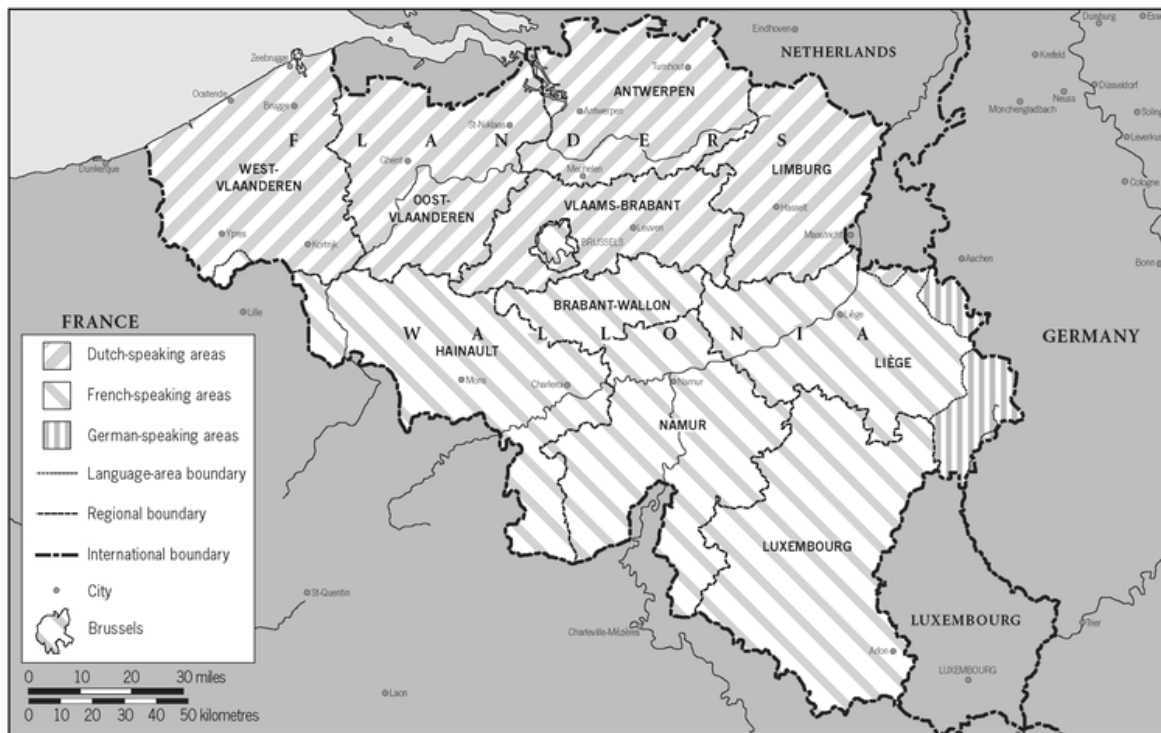 Duisburg
Esse
Eindhoven
NETHERLANDS
Krefeld
Zeebrugge
Turnhout
Düsseldorf
Neuss
Mönchengladbach
Oostende
Brugge
ANTWERPEN
Antwerpen
Soling
St-Niklaas
Leverkus
F L A N D E R S
Dunkerque
Ghent
Mechelen
WEST-
VLAANDEREN
LIMBURG
Cologne
OOST-
VLAANDEREN
VLAAMS-BRABANT
Hasselt
Ypres
Kortrijk
Leuven
BRUSSELS
Maastricht
Aachen
Bonn
BRABANT-WALLON
Lille
FRANCE
Liège
W A L L O N I A
GERMANY
HAINAULT
LIÈGE
Mons
Charleroi
Namur
NAMUR
Dutch-speaking areas
French-speaking areas
German-speaking areas
Language-area boundary
Regional boundary
International boundary
City
Brussels
LUXEMBOURG
St-Quentin
Charleville-Mézières
LUXEMBOURG
Trier
Arlon
LUXEMBOURG
Laon
0 10 20 30 miles
0 10 20 30 40 50 kilometres